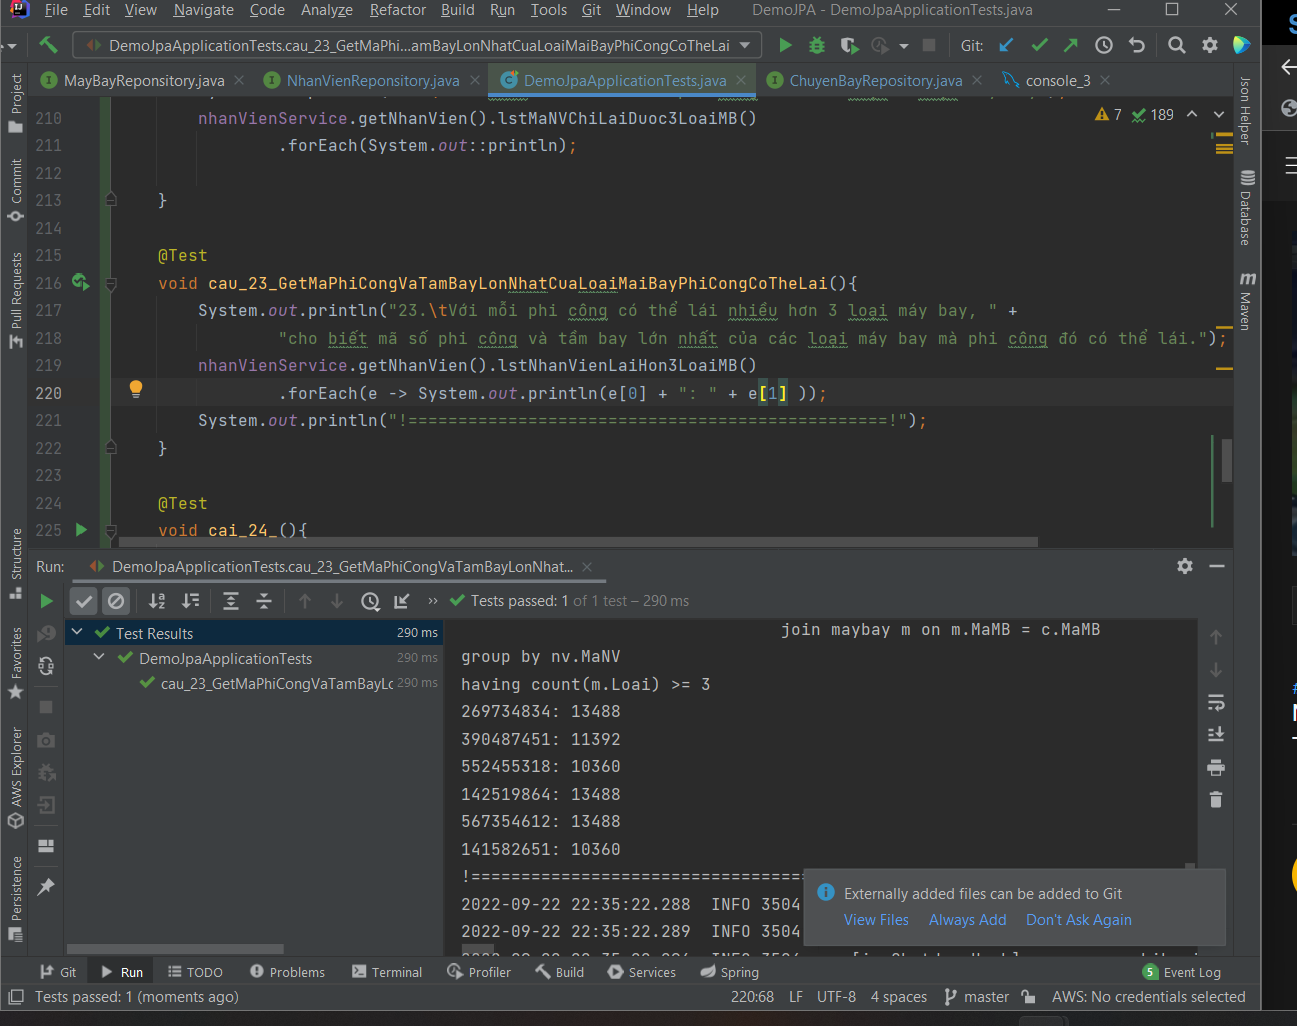 File Edit View Navigate Code Analyze Refactor Build Run Tools Git Window Help DemoJPA - DemoJpaApplicationTests.java
DemoJpaApplicationTests.cau_23_GetMaPhi...amBayLonNhatCuaLoaiMaiBayPhiCongCoTheLai Git:
MayBayReponsitory.java NhanVienReponsitory.java DemoJpaApplicationTests.java ChuyenBayRepository.java console_3
7 189
210 nhanVienService.getNhanVien().lstMaNVChiLaiDuoc3LoaiMB()
211 .forEach(System.out::println);
212
213 }
214
215 @Test
216 void cau_23_GetMaPhiCongVaTamBayLonNhatCuaLoaiMaiBayPhiCongCoTheLai(){
217 System.out.println("23.\tVới mỗi phi công có thể lái nhiều hơn 3 loại máy bay, " +
218 "cho biết mã số phi công và tầm bay lớn nhất của các loại máy bay mà phi công đó có thể lái.");
219 nhanVienService.getNhanVien().lstNhanVienLaiHon3LoaiMB()
220 .forEach(e -> System.out.println(e[0] + ": " + e[1] ));
221 System.out.println("!================================================!");
222 }
223
224 @Test
225 void cai_24_(){
Project
Commit
Pull Requests
Structure
Favorites
AWS Explorer
Persistence
Json Helper
Database
Maven
Run: DemoJpaApplicationTests.cau_23_GetMaPhiCongVaTamBayLonNhat...
Tests passed: 1 of 1 test – 290 ms
Test Results 290 ms
DemoJpaApplicationTests 290 ms
cau_23_GetMaPhiCongVaTamBayLc 290 ms
join maybay m on m.MaMB = c.MaMB
group by nv.MaNV
having count(m.Loai) >= 3
269734834: 13488
390487451: 11392
552455318: 10360
142519864: 13488
567354612: 13488
141582651: 10360
!==================================
2022-09-22 22:35:22.288 INFO 3504
2022-09-22 22:35:22.289 INFO 3504
Externally added files can be added to Git
View Files Always Add Don't Ask Again
Git Run TODO Problems Terminal Profiler Build Services Spring 5 Event Log
Tests passed: 1 (moments ago) 220:68 LF UTF-8 4 spaces master AWS: No credentials selected